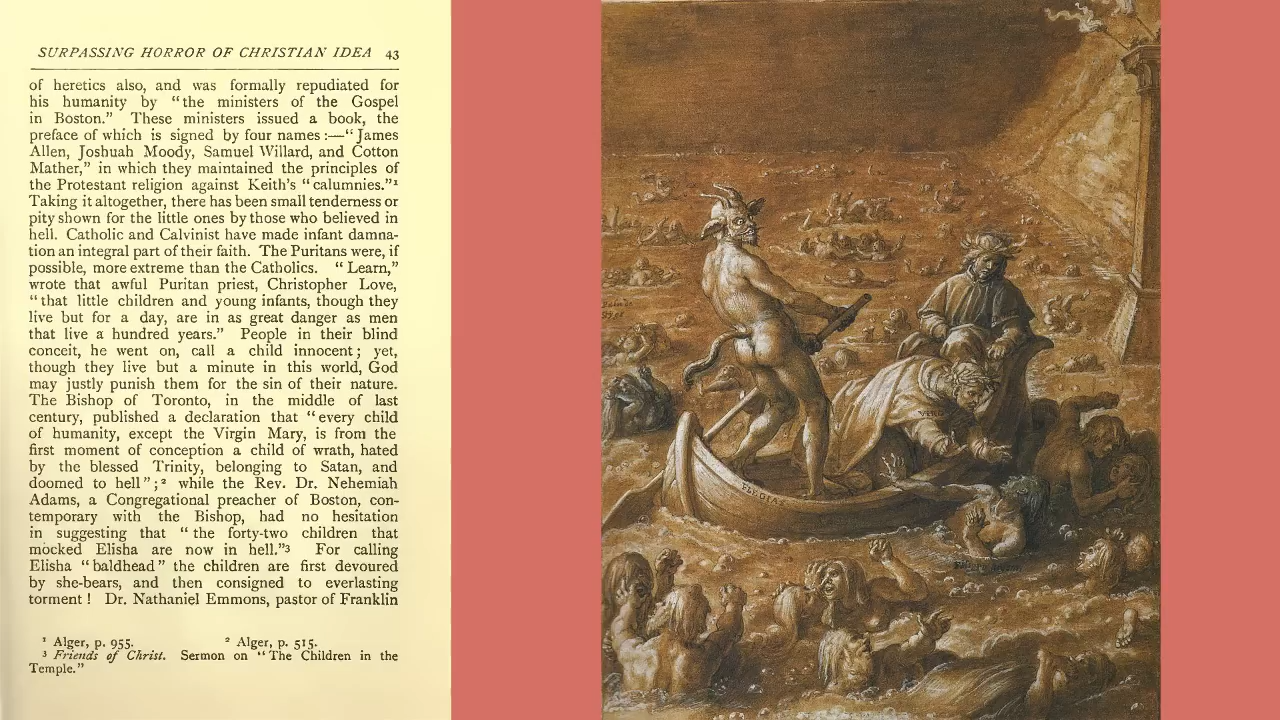 SURPASSING HORROR OF CHRISTIAN IDEA 43
of heretics also, and was formally repudiated for
his humanity by “the ministers of the Gospel
in Boston.” These ministers issued a book, the
preface of which is signed by four names :—“James
Allen, Joshuah Moody, Samuel Willard, and Cotton
Mather,” in which they maintained the principles of
the Protestant religion against Keith’s “calumnies.”¹
Taking it altogether, there has been small tenderness or
pity shown for the little ones by those who believed in
hell. Catholic and Calvinist have made infant damna-
tion an integral part of their faith. The Puritans were, if
possible, more extreme than the Catholics. “Learn,”
wrote that awful Puritan priest, Christopher Love,
“that little children and young infants, though they
live but for a day, are in as great danger as men
that live a hundred years.” People in their blind
conceit, he went on, call a child innocent; yet,
though they live but a minute in this world, God
may justly punish them for the sin of their nature.
The Bishop of Toronto, in the middle of last
century, published a declaration that “every child
of humanity, except the Virgin Mary, is from the
first moment of conception a child of wrath, hated
by the blessed Trinity, belonging to Satan, and
doomed to hell”;² while the Rev. Dr. Nehemiah
Adams, a Congregational preacher of Boston, con-
temporary with the Bishop, had no hesitation
in suggesting that “the forty-two children that
mocked Elisha are now in hell.”³ For calling
Elisha “baldhead” the children are first devoured
by she-bears, and then consigned to everlasting
torment! Dr. Nathaniel Emmons, pastor of Franklin
¹ Alger, p. 955. ² Alger, p. 515.
³ Friends of Christ. Sermon on “The Children in the
Temple.”
FLEGIAS